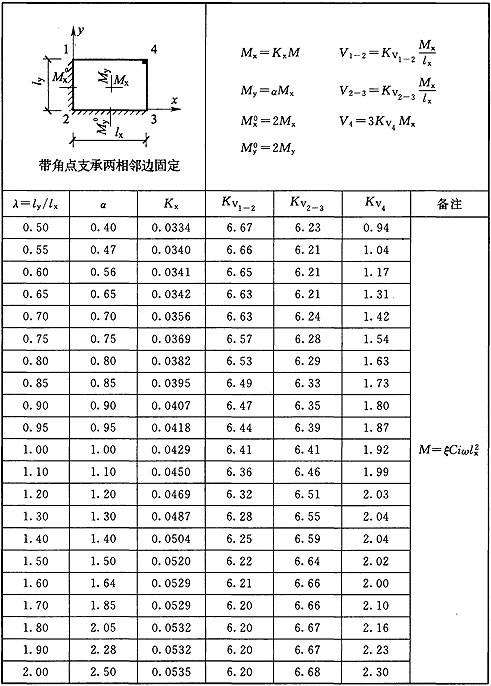 y
1 4
l_y M_x^0 M_y M_x
x
2 M_y^0 l_x 3
带角点支承两相邻边固定
M_x=K_xM V_{1-2}=K_{V_{1-2}} M_x/l_x
M_y=αM_x V_{2-3}=K_{V_{2-3}} M_x/l_x
M_x^0=2M_x V_4=3K_{V_4}M_x
M_y^0=2M_y
λ=l_y/l_x α K_x K_{V_{1-2}} K_{V_{2-3}} K_{V_4} 备注
0.50 0.40 0.0334 6.67 6.23 0.94
0.55 0.47 0.0340 6.66 6.21 1.04
0.60 0.56 0.0341 6.65 6.21 1.17
0.65 0.65 0.0342 6.63 6.21 1.31
0.70 0.70 0.0356 6.63 6.24 1.42
0.75 0.75 0.0369 6.57 6.28 1.54
0.80 0.80 0.0382 6.53 6.29 1.63
0.85 0.85 0.0395 6.49 6.33 1.73
0.90 0.90 0.0407 6.47 6.35 1.80
0.95 0.95 0.0418 6.44 6.39 1.87
1.00 1.00 0.0429 6.41 6.41 1.92 M=ξCiωl_x^2
1.10 1.10 0.0450 6.36 6.46 1.99
1.20 1.20 0.0469 6.32 6.51 2.03
1.30 1.30 0.0487 6.28 6.55 2.04
1.40 1.40 0.0504 6.25 6.59 2.04
1.50 1.50 0.0520 6.22 6.64 2.02
1.60 1.64 0.0529 6.21 6.66 2.00
1.70 1.85 0.0529 6.20 6.66 2.10
1.80 2.05 0.0532 6.20 6.67 2.16
1.90 2.28 0.0532 6.20 6.67 2.23
2.00 2.50 0.0535 6.20 6.68 2.30